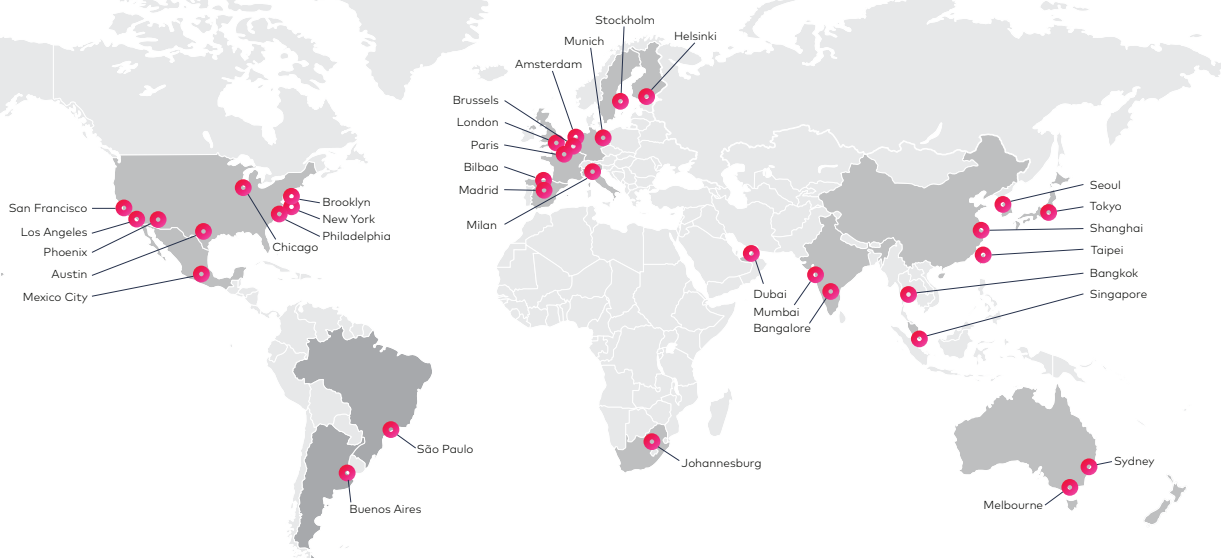 Stockholm
Helsinki
Munich
Amsterdam
Brussels
London
Paris
Bilbao
Madrid
Milan
San Francisco
Los Angeles
Phoenix
Austin
Mexico City
Brooklyn
New York
Philadelphia
Chicago
Seoul
Tokyo
Shanghai
Taipei
Bangkok
Singapore
Dubai
Mumbai
Bangalore
São Paulo
Buenos Aires
Johannesburg
Sydney
Melbourne